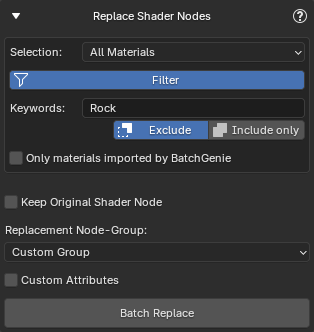 Replace Shader Nodes
Selection: All Materials
Filter
Keywords: Rock
Exclude Include only
Only materials imported by BatchGenie
Keep Original Shader Node
Replacement Node-Group:
Custom Group
Custom Attributes
Batch Replace